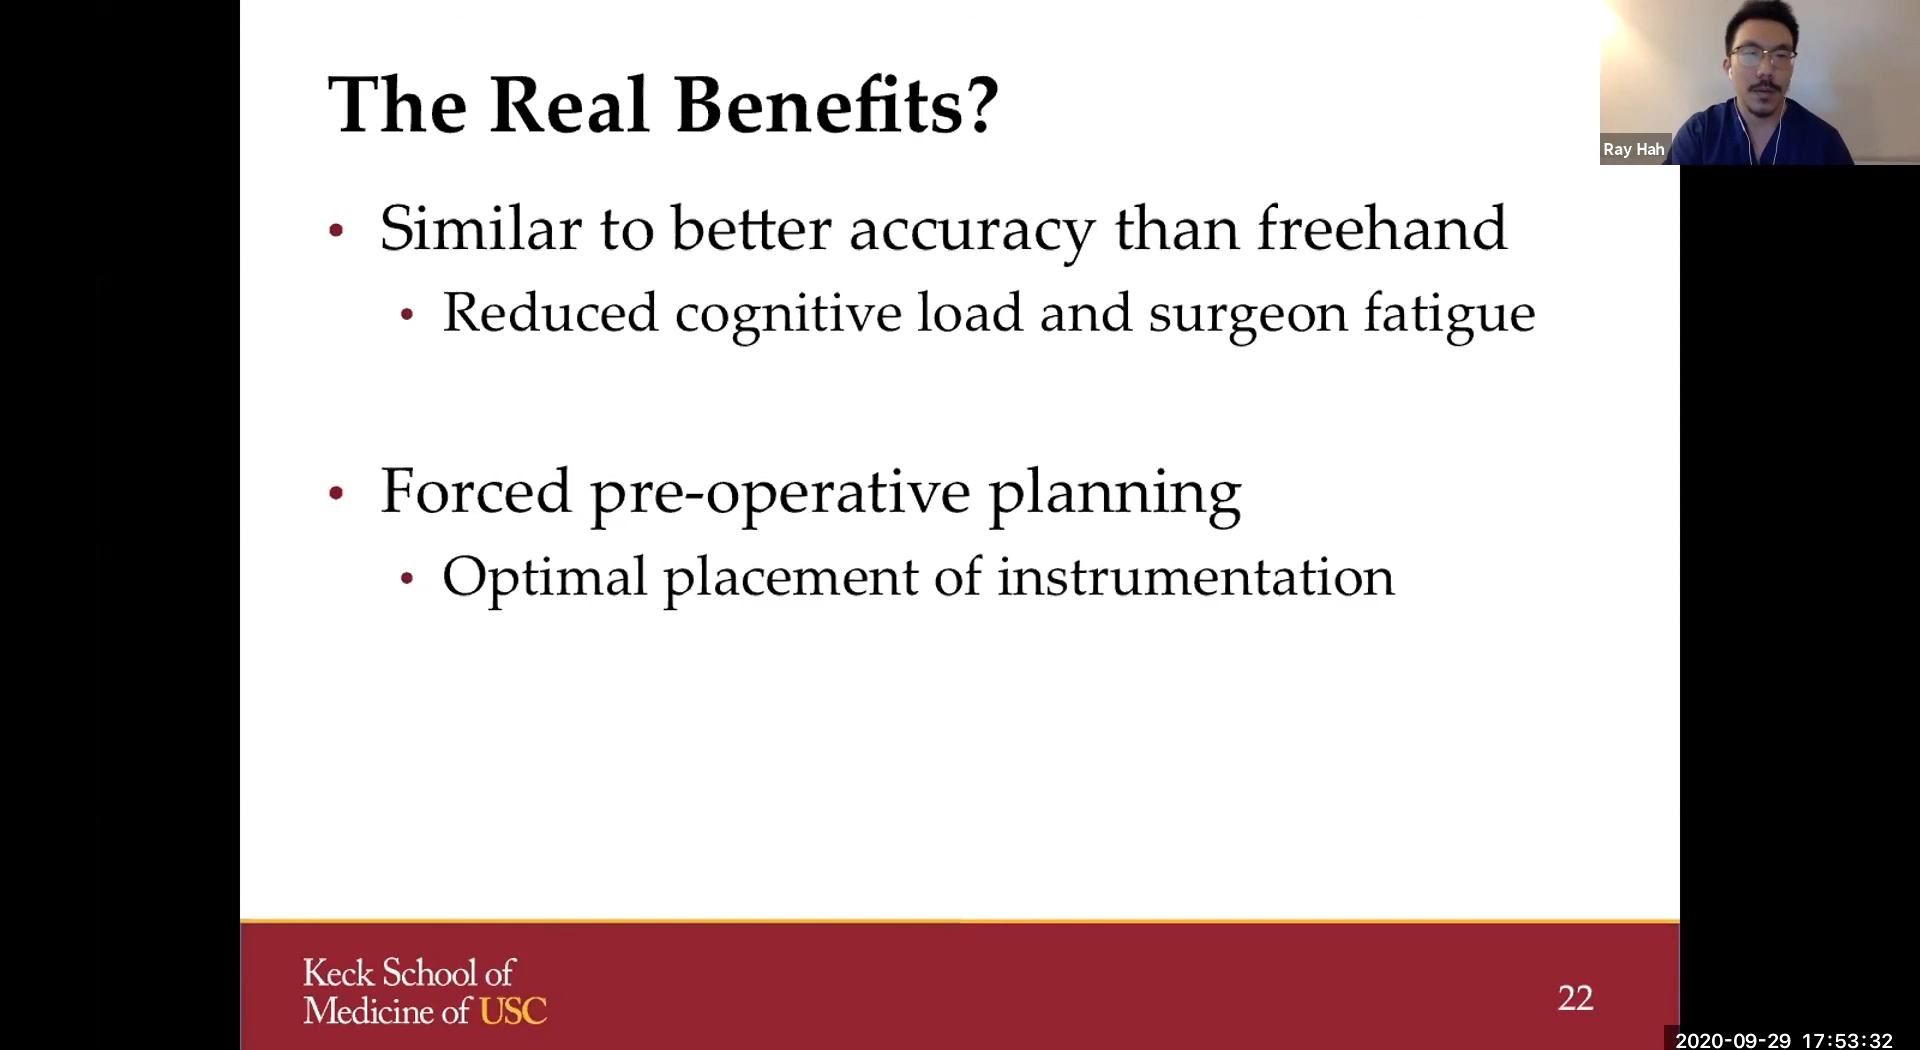 The Real Benefits?
Ray Hah
• Similar to better accuracy than freehand
• Reduced cognitive load and surgeon fatigue
• Forced pre-operative planning
• Optimal placement of instrumentation
Keck School of
Medicine of USC
22
2020-09-29 17:53:32